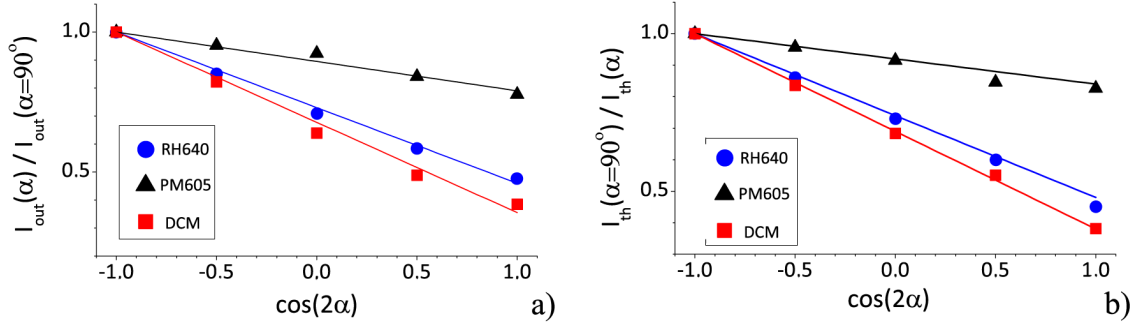 I_out(α) / I_out(α=90°)
1.0
0.5
RH640
PM605
DCM
-1.0 -0.5 0.0 0.5 1.0
cos(2α)
a)
I_th(α=90°) / I_th(α)
1.0
0.5
RH640
PM605
DCM
-1.0 -0.5 0.0 0.5 1.0
cos(2α)
b)